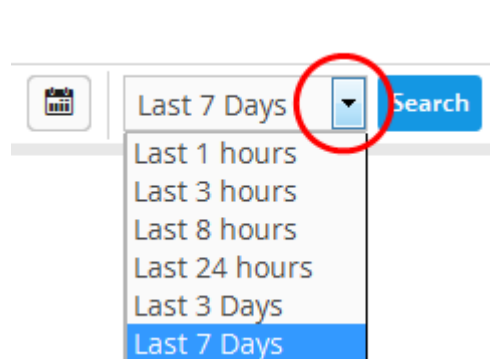 Last 7 Days Search
Last 1 hours
Last 3 hours
Last 8 hours
Last 24 hours
Last 3 Days
Last 7 Days